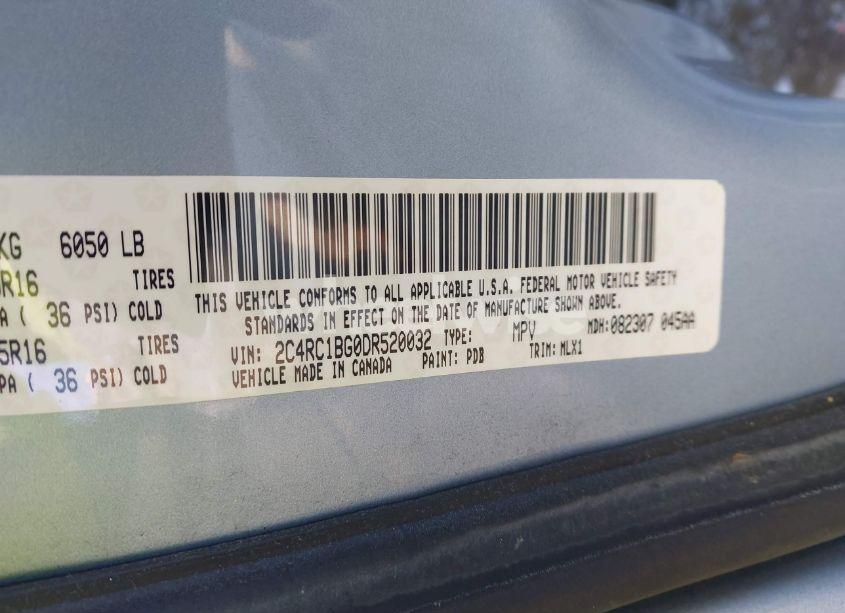 KG 6050 LB
R16 TIRES
PA ( 36 PSI) COLD
5R16 TIRES
PA ( 36 PSI) COLD
THIS VEHICLE CONFORMS TO ALL APPLICABLE U.S.A. FEDERAL MOTOR VEHICLE SAFETY
STANDARDS IN EFFECT ON THE DATE OF MANUFACTURE SHOWN ABOVE.
VIN: 2C4RC1BG0DR520032 TYPE: MPV MDH: 082307 045AA
VEHICLE MADE IN CANADA PAINT: PDB TRIM: MLX1